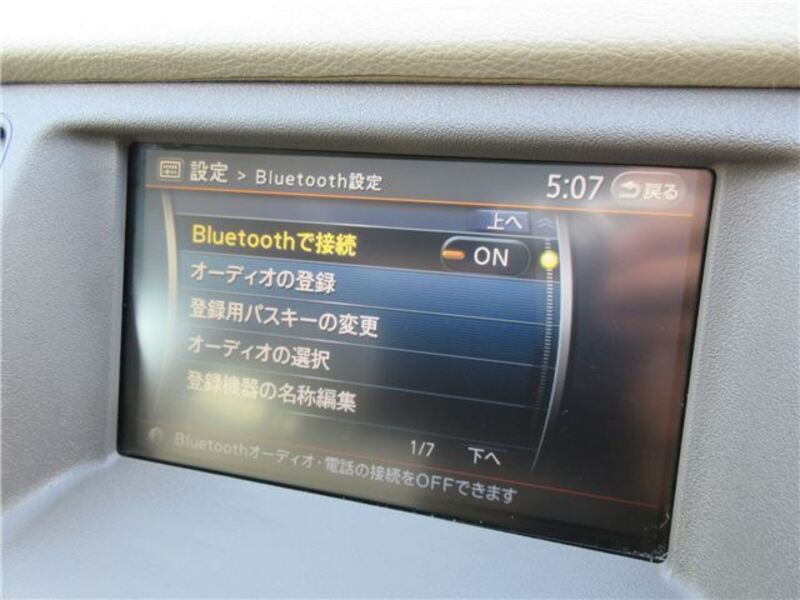 設定 > Bluetooth設定
5:07
戻る
上へ
Bluetoothで接続
ON
オーディオの登録
登録用パスキーの変更
オーディオの選択
登録機器の名称編集
1/7
下へ
Bluetoothオーディオ・電話の接続をOFFできます